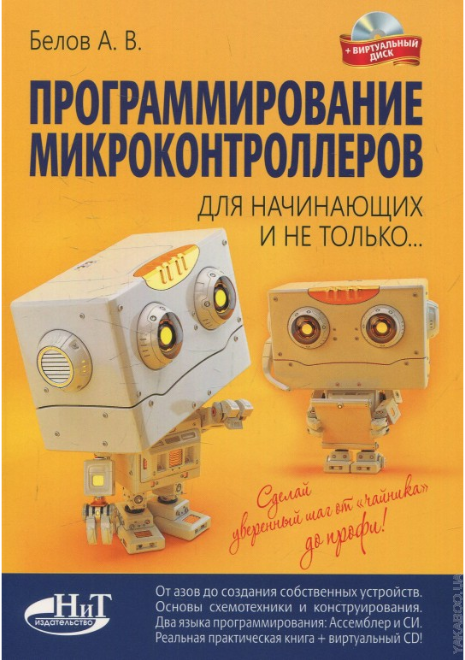 Белов А. В.
+ ВИРТУАЛЬНЫЙ
ДИСК
ПРОГРАММИРОВАНИЕ
МИКРОКОНТРОЛЛЕРОВ
ДЛЯ НАЧИНАЮЩИХ
И НЕ ТОЛЬКО...
Сделай
уверенный шаг от «чайника»
до профи!
НиТ
издательство
От азов до создания собственных устройств.
Основы схемотехники и конструирования.
Два языка программирования: Ассемблер и СИ.
Реальная практическая книга + виртуальный CD!
YAKABOO.UA